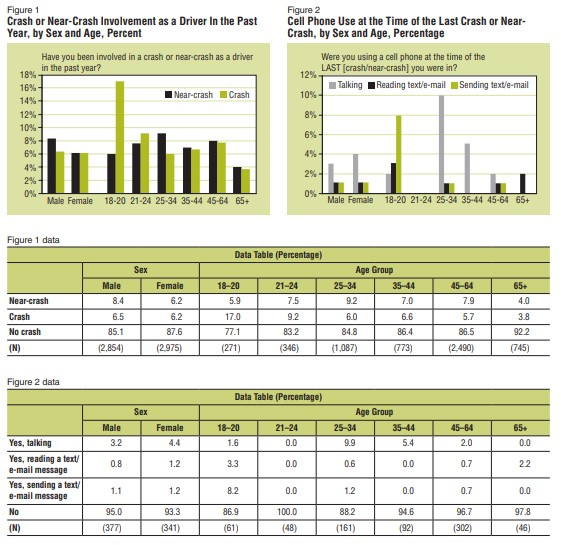 Figure 1
Crash or Near-Crash Involvement as a Driver In the Past
Year, by Sex and Age, Percent
Have you been involved in a crash or near-crash as a driver
in the past year?
18%
16%
14%
12%
10%
8%
6%
4%
2%
0%
Near-crash Crash
Male Female 18-20 21-24 25-34 35-44 45-64 65+
Figure 2
Cell Phone Use at the Time of the Last Crash or Near-
Crash, by Sex and Age, Percentage
Were you using a cell phone at the time of the
LAST [crash/near-crash] you were in?
12%
10%
8%
6%
4%
2%
0%
Talking Reading text/e-mail Sending text/e-mail
Male Female 18-20 21-24 25-34 35-44 45-64 65+
Figure 1 data
Data Table (Percentage)
Sex Age Group
Male Female 18–20 21–24 25–34 35–44 45–64 65+
Near-crash 8.4 6.2 5.9 7.5 9.2 7.0 7.9 4.0
Crash 6.5 6.2 17.0 9.2 6.0 6.6 5.7 3.8
No crash 85.1 87.6 77.1 83.2 84.8 86.4 86.5 92.2
(N) (2,854) (2,975) (271) (346) (1,087) (773) (2,490) (745)
Figure 2 data
Data Table (Percentage)
Sex Age Group
Male Female 18–20 21–24 25–34 35–44 45–64 65+
Yes, talking 3.2 4.4 1.6 0.0 9.9 5.4 2.0 0.0
Yes, reading a text/
e-mail message 0.8 1.2 3.3 0.0 0.6 0.0 0.7 2.2
Yes, sending a text/
e-mail message 1.1 1.2 8.2 0.0 1.2 0.0 0.7 0.0
No 95.0 93.3 86.9 100.0 88.2 94.6 96.7 97.8
(N) (377) (341) (61) (48) (161) (92) (302) (46)